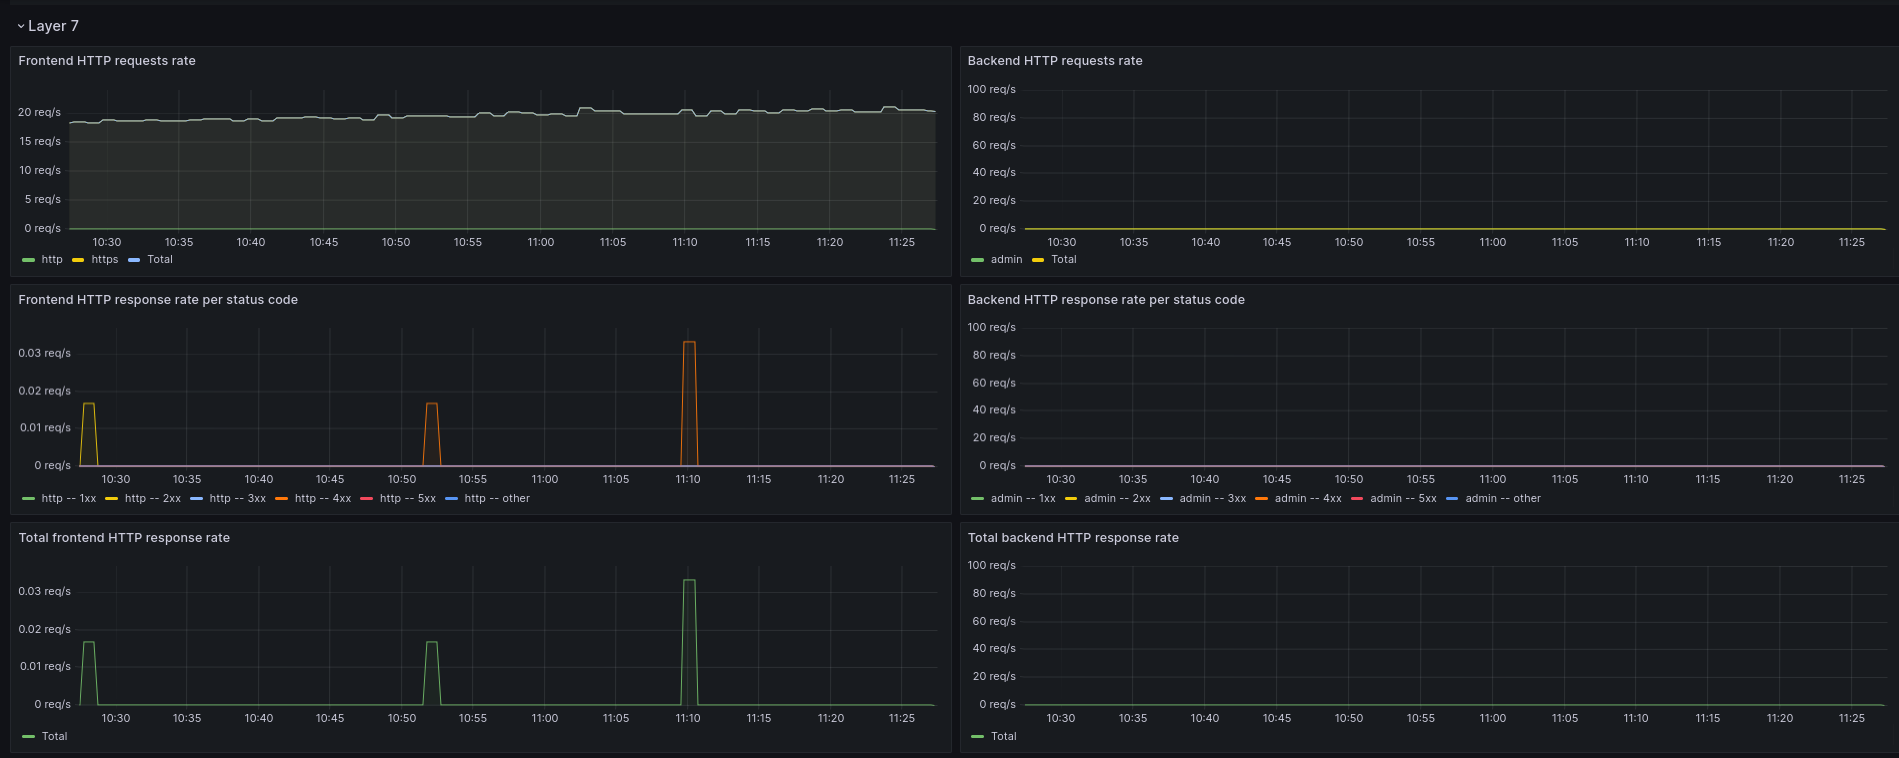 Layer 7
Frontend HTTP requests rate
20 req/s
15 req/s
10 req/s
5 req/s
0 req/s
10:30 10:35 10:40 10:45 10:50 10:55 11:00 11:05 11:10 11:15 11:20 11:25
http https Total
Backend HTTP requests rate
100 req/s
80 req/s
60 req/s
40 req/s
20 req/s
0 req/s
10:30 10:35 10:40 10:45 10:50 10:55 11:00 11:05 11:10 11:15 11:20 11:25
admin Total
Frontend HTTP response rate per status code
0.03 req/s
0.02 req/s
0.01 req/s
0 req/s
10:30 10:35 10:40 10:45 10:50 10:55 11:00 11:05 11:10 11:15 11:20 11:25
http -- 1xx http -- 2xx http -- 3xx http -- 4xx http -- 5xx http -- other
Backend HTTP response rate per status code
100 req/s
80 req/s
60 req/s
40 req/s
20 req/s
0 req/s
10:30 10:35 10:40 10:45 10:50 10:55 11:00 11:05 11:10 11:15 11:20 11:25
admin -- 1xx admin -- 2xx admin -- 3xx admin -- 4xx admin -- 5xx admin -- other
Total frontend HTTP response rate
0.03 req/s
0.02 req/s
0.01 req/s
0 req/s
10:30 10:35 10:40 10:45 10:50 10:55 11:00 11:05 11:10 11:15 11:20 11:25
Total
Total backend HTTP response rate
100 req/s
80 req/s
60 req/s
40 req/s
20 req/s
0 req/s
10:30 10:35 10:40 10:45 10:50 10:55 11:00 11:05 11:10 11:15 11:20 11:25
Total